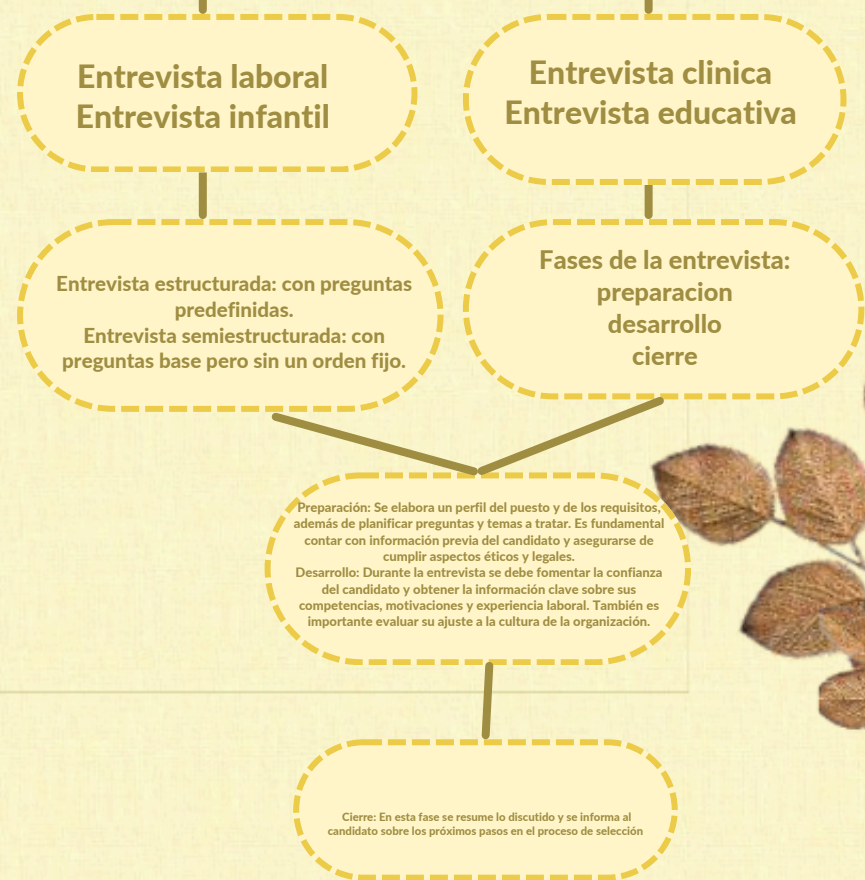 Entrevista laboral
Entrevista infantil
Entrevista clinica
Entrevista educativa
Entrevista estructurada: con preguntas
predefinidas.
Entrevista semiestructurada: con
preguntas base pero sin un orden fijo.
Fases de la entrevista:
preparacion
desarrollo
cierre
Preparación: Se elabora un perfil del puesto y de los requisitos,
además de planificar preguntas y temas a tratar. Es fundamental
contar con información previa del candidato y asegurarse de
cumplir aspectos éticos y legales.
Desarrollo: Durante la entrevista se debe fomentar la confianza
del candidato y obtener la información clave sobre sus
competencias, motivaciones y experiencia laboral. También es
importante evaluar su ajuste a la cultura de la organización.
Cierre: En esta fase se resume lo discutido y se informa al
candidato sobre los próximos pasos en el proceso de selección